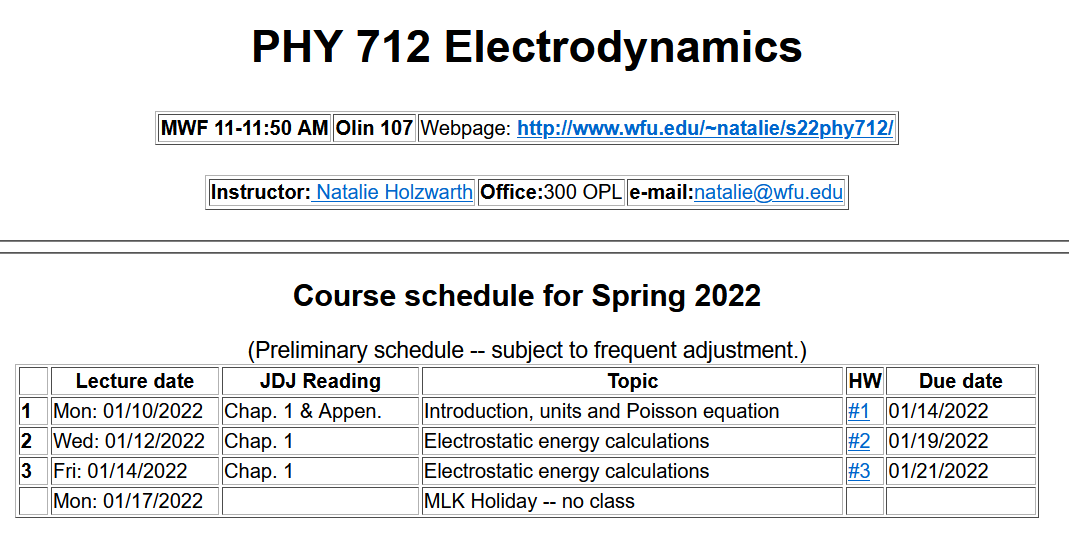 PHY 712 Electrodynamics
MWF 11-11:50 AM Olin 107 Webpage: http://www.wfu.edu/~natalie/s22phy712/
Instructor: Natalie Holzwarth Office:300 OPL e-mail:natalie@wfu.edu
Course schedule for Spring 2022
(Preliminary schedule -- subject to frequent adjustment.)
Lecture date JDJ Reading Topic HW Due date
1 Mon: 01/10/2022 Chap. 1 & Appen. Introduction, units and Poisson equation #1 01/14/2022
2 Wed: 01/12/2022 Chap. 1 Electrostatic energy calculations #2 01/19/2022
3 Fri: 01/14/2022 Chap. 1 Electrostatic energy calculations #3 01/21/2022
Mon: 01/17/2022 MLK Holiday -- no class